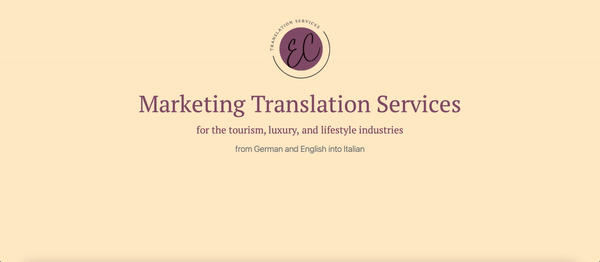 TRANSLATION SERVICES
EC
Marketing Translation Services
for the tourism, luxury, and lifestyle industries
from German and English into Italian